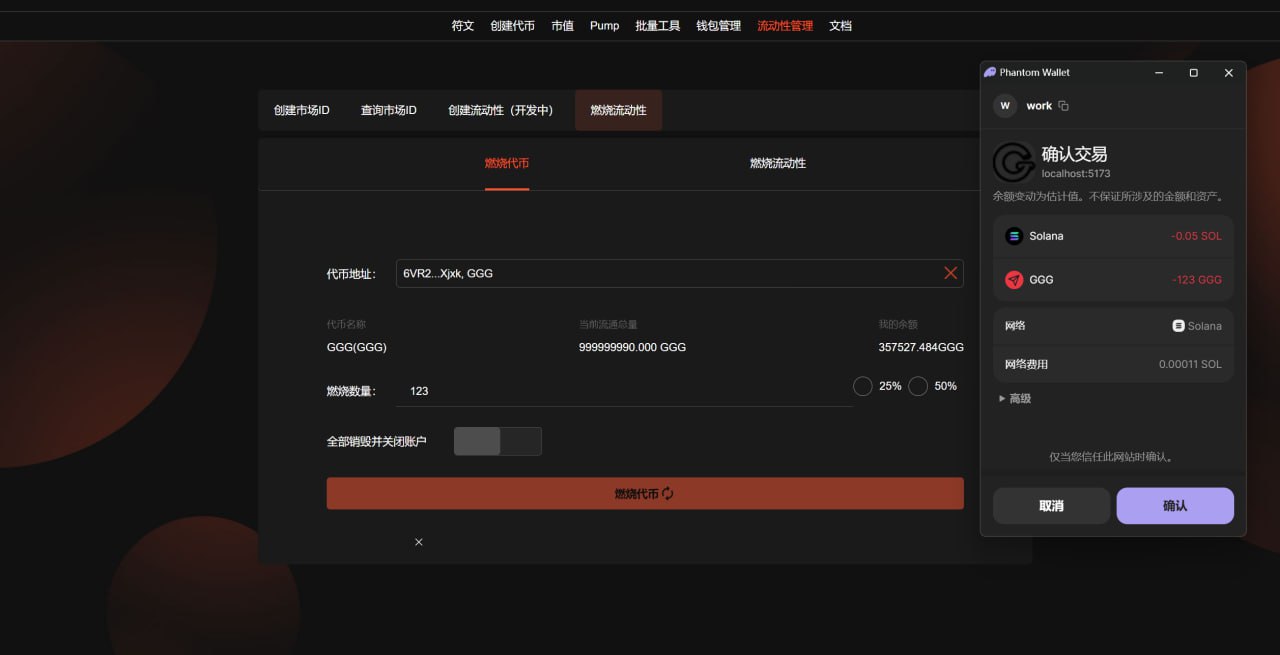 符文 创建代币 市值 Pump 批量工具 钱包管理 流动性管理 文档
创建市场ID 查询市场ID 创建流动性（开发中） 燃烧流动性
燃烧代币 燃烧流动性
代币地址： 6VR2...Xjxk, GGG
代币名称 当前流通总量 我的余额
GGG(GGG) 999999990.000 GGG 357527.484GGG
燃烧数量： 123 25% 50%
全部销毁并关闭账户
燃烧代币
Phantom Wallet
W work
确认交易
localhost:5173
余额变动为估计值。不保证所涉及的金额和资产。
Solana -0.05 SOL
GGG -123 GGG
网络 Solana
网络费用 0.00011 SOL
高级
仅当您信任此网站时确认。
取消 确认